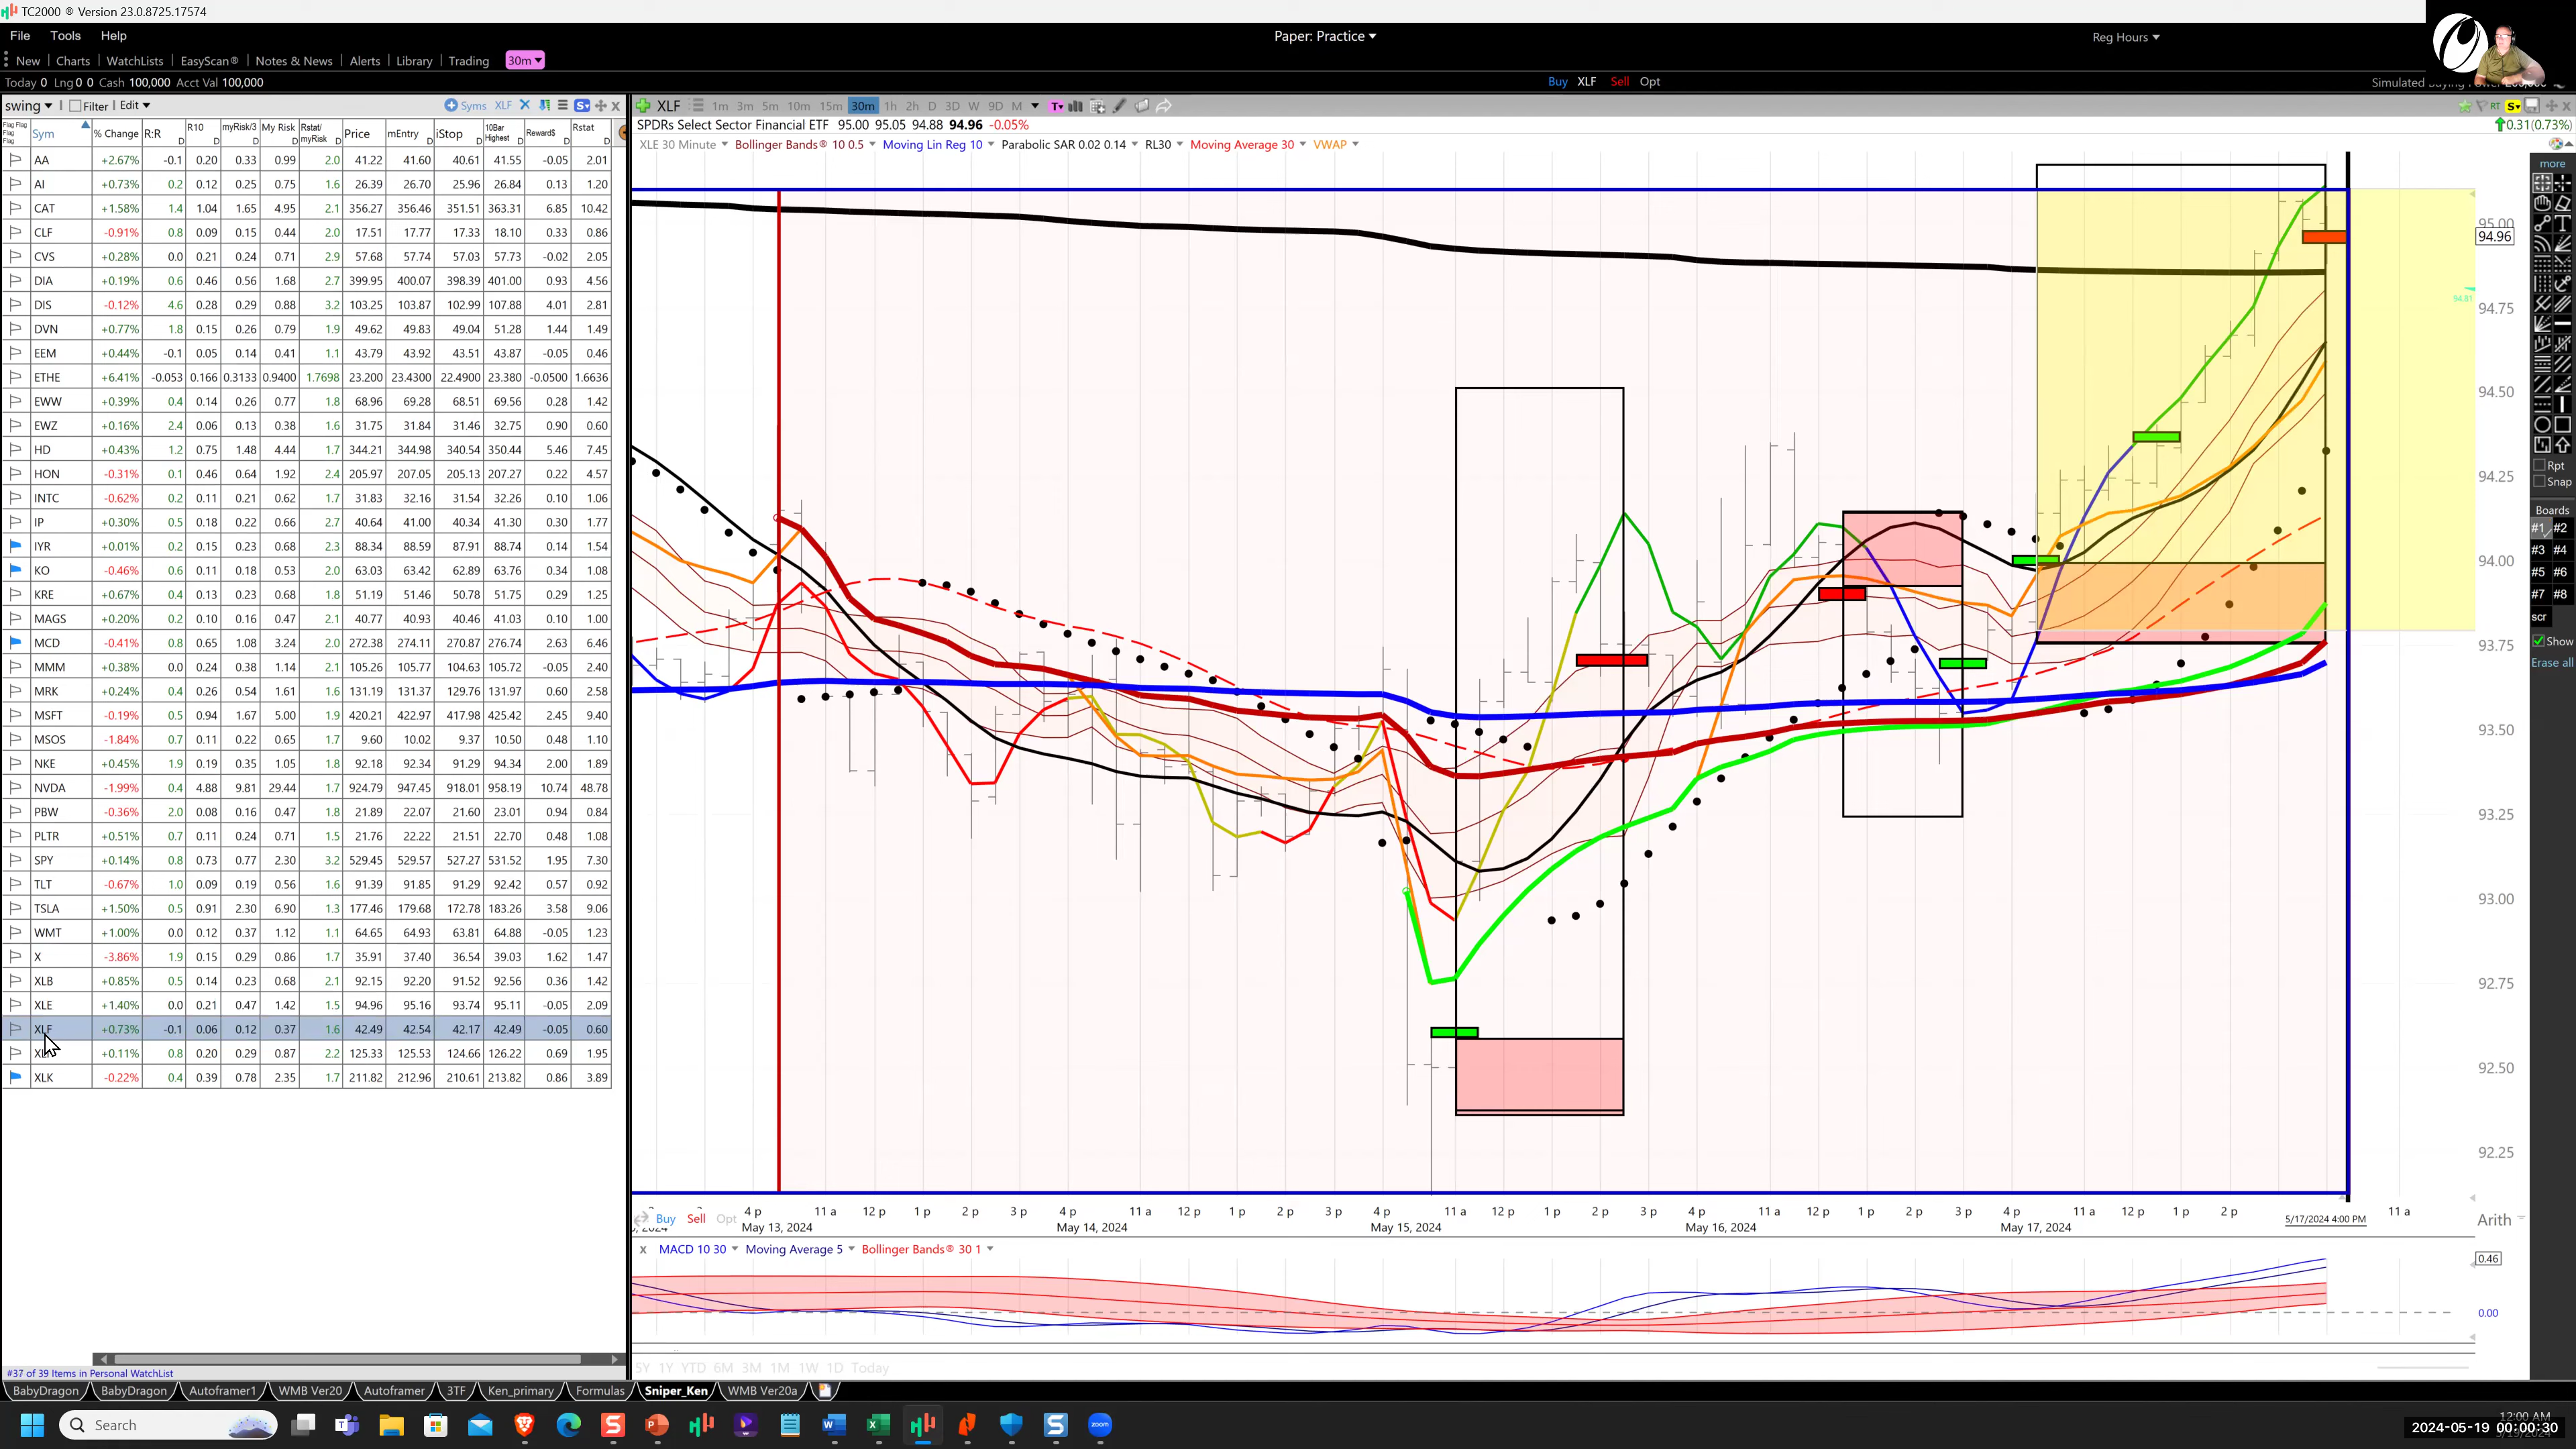 TC2000 ® Version 23.0.8725.17574
File Tools Help
Paper: Practice
Reg Hours
New Charts WatchLists EasyScan® Notes & News Alerts Library Trading 30m
Today 0 Lng 0 0 Cash 100,000 Acct Val 100,000
Buy XLF Sell Opt
swing Filter Edit Syms XLF
XLF 1m 3m 5m 10m 15m 30m 1h 2h D 3D W 9D M
SPDRs Select Sector Financial ETF 95.00 95.05 94.88 94.96 -0.05%
0.31(0.73%)
XLE 30 Minute Bollinger Bands® 10 0.5 Moving Lin Reg 10 Parabolic SAR 0.02 0.14 RL30 Moving Average 30 VWAP
Sym % Change R:R R10 myRisk/3 My Risk Rstat/myRisk Price mEntry iStop 10Bar Highest Reward$ Rstat
AA +2.67% -0.1 0.20 0.33 0.99 2.0 41.22 41.60 40.61 41.55 -0.05 2.01
AI +0.73% 0.2 0.12 0.25 0.75 1.6 26.39 26.70 25.96 26.84 0.13 1.20
CAT +1.58% 1.4 1.04 1.65 4.95 2.1 356.27 356.46 351.51 363.31 6.85 10.42
CLF -0.91% 0.8 0.09 0.15 0.44 2.0 17.51 17.77 17.33 18.10 0.33 0.86
CVS +0.28% 0.0 0.21 0.24 0.71 2.9 57.68 57.74 57.03 57.73 -0.02 2.05
DIA +0.19% 0.6 0.46 0.56 1.68 2.7 399.95 400.07 398.39 401.00 0.93 4.56
DIS -0.12% 4.6 0.28 0.29 0.88 3.2 103.25 103.87 102.99 107.88 4.01 2.81
DVN +0.77% 1.8 0.15 0.26 0.79 1.9 49.62 49.83 49.04 51.28 1.44 1.49
EEM +0.44% -0.1 0.05 0.14 0.41 1.1 43.79 43.92 43.51 43.87 -0.05 0.46
ETHE +6.41% -0.053 0.166 0.3133 0.9400 1.7698 23.200 23.4300 22.4900 23.380 -0.0500 1.6636
EWW +0.39% 0.4 0.14 0.26 0.77 1.8 68.96 69.28 68.51 69.56 0.28 1.42
EWZ +0.16% 2.4 0.06 0.13 0.38 1.6 31.75 31.84 31.46 32.75 0.90 0.60
HD +0.43% 1.2 0.75 1.48 4.44 1.7 344.21 344.98 340.54 350.44 5.46 7.45
HON -0.31% 0.1 0.46 0.64 1.92 2.4 205.97 207.05 205.13 207.27 0.22 4.57
INTC -0.62% 0.2 0.11 0.21 0.62 1.7 31.83 32.16 31.54 32.26 0.10 1.06
IP +0.30% 0.5 0.18 0.22 0.66 2.7 40.64 41.00 40.34 41.30 0.30 1.77
IYR +0.01% 0.2 0.15 0.23 0.68 2.3 88.34 88.59 87.91 88.74 0.14 1.54
KO -0.46% 0.6 0.11 0.18 0.53 2.0 63.03 63.42 62.89 63.76 0.34 1.08
KRE +0.67% 0.4 0.13 0.23 0.68 1.8 51.19 51.46 50.78 51.75 0.29 1.25
MAGS +0.20% 0.2 0.10 0.16 0.47 2.1 40.77 40.93 40.46 41.03 0.10 1.00
MCD -0.41% 0.8 0.65 1.08 3.24 2.0 272.38 274.11 270.87 276.74 2.63 6.46
MMM +0.38% 0.0 0.24 0.38 1.14 2.1 105.26 105.77 104.63 105.72 -0.05 2.40
MRK +0.24% 0.4 0.26 0.54 1.61 1.6 131.19 131.37 129.76 131.97 0.60 2.58
MSFT -0.19% 0.5 0.94 1.67 5.00 1.9 420.21 422.97 417.98 425.42 2.45 9.40
MSOS -1.84% 0.7 0.11 0.22 0.65 1.7 9.60 10.02 9.37 10.50 0.48 1.10
NKE +0.45% 1.9 0.19 0.35 1.05 1.8 92.18 92.34 91.29 94.34 2.00 1.89
NVDA -1.99% 0.4 4.88 9.81 29.44 1.7 924.79 947.45 918.01 958.19 10.74 48.78
PBW -0.36% 2.0 0.08 0.16 0.47 1.8 21.89 22.07 21.60 23.01 0.94 0.84
PLTR +0.51% 0.7 0.11 0.24 0.71 1.5 21.76 22.22 21.51 22.70 0.48 1.08
SPY +0.14% 0.8 0.73 0.77 2.30 3.2 529.45 529.57 527.27 531.52 1.95 7.30
TLT -0.67% 1.0 0.09 0.19 0.56 1.6 91.39 91.85 91.29 92.42 0.57 0.92
TSLA +1.50% 0.5 0.91 2.30 6.90 1.3 177.46 179.68 172.78 183.26 3.58 9.06
WMT +1.00% 0.0 0.12 0.37 1.12 1.1 64.65 64.93 63.81 64.88 -0.05 1.23
X -3.86% 1.9 0.15 0.29 0.86 1.7 35.91 37.40 36.54 39.03 1.62 1.47
XLB +0.85% 0.5 0.14 0.23 0.68 2.1 92.15 92.20 91.52 92.56 0.36 1.42
XLE +1.40% 0.0 0.21 0.47 1.42 1.5 94.96 95.16 93.74 95.11 -0.05 2.09
XLF +0.73% -0.1 0.06 0.12 0.37 1.6 42.49 42.54 42.17 42.49 -0.05 0.60
+0.11% 0.8 0.20 0.29 0.87 2.2 125.33 125.53 124.66 126.22 0.69 1.95
XLK -0.22% 0.4 0.39 0.78 2.35 1.7 211.82 212.96 210.61 213.82 0.86 3.89
#37 of 39 Items in Personal WatchList
95.00
94.96
94.81
94.75
94.50
94.25
94.00
93.75
93.50
93.25
93.00
92.75
92.50
92.25
Arith
more
Rpt
Snap
Boards
#1 #2
#3 #4
#5 #6
#7 #8
scr
Show
Erase all
Buy Sell Opt
4 p 11 a 12 p 1 p 2 p 3 p 4 p 11 a 12 p 1 p 2 p 3 p 4 p 11 a 12 p 1 p 2 p 3 p 4 p 11 a 12 p 1 p 2 p 3 p 4 p 11 a 12 p 2 p 11 a
May 13, 2024 May 14, 2024 May 15, 2024 May 16, 2024 May 17, 2024 5/17/2024 4:00 PM
X MACD 10 30 Moving Average 5 Bollinger Bands® 30 1
0.46
0.00
5Y 1Y YTD 6M 3M 1M 1W 1D Today
BabyDragon BabyDragon Autoframer1 WMB Ver20 Autoframer 3TF Ken_primary Formulas Sniper_Ken WMB Ver20a
Search
zoom
12:00 AM
2024-05-19 00:00:30